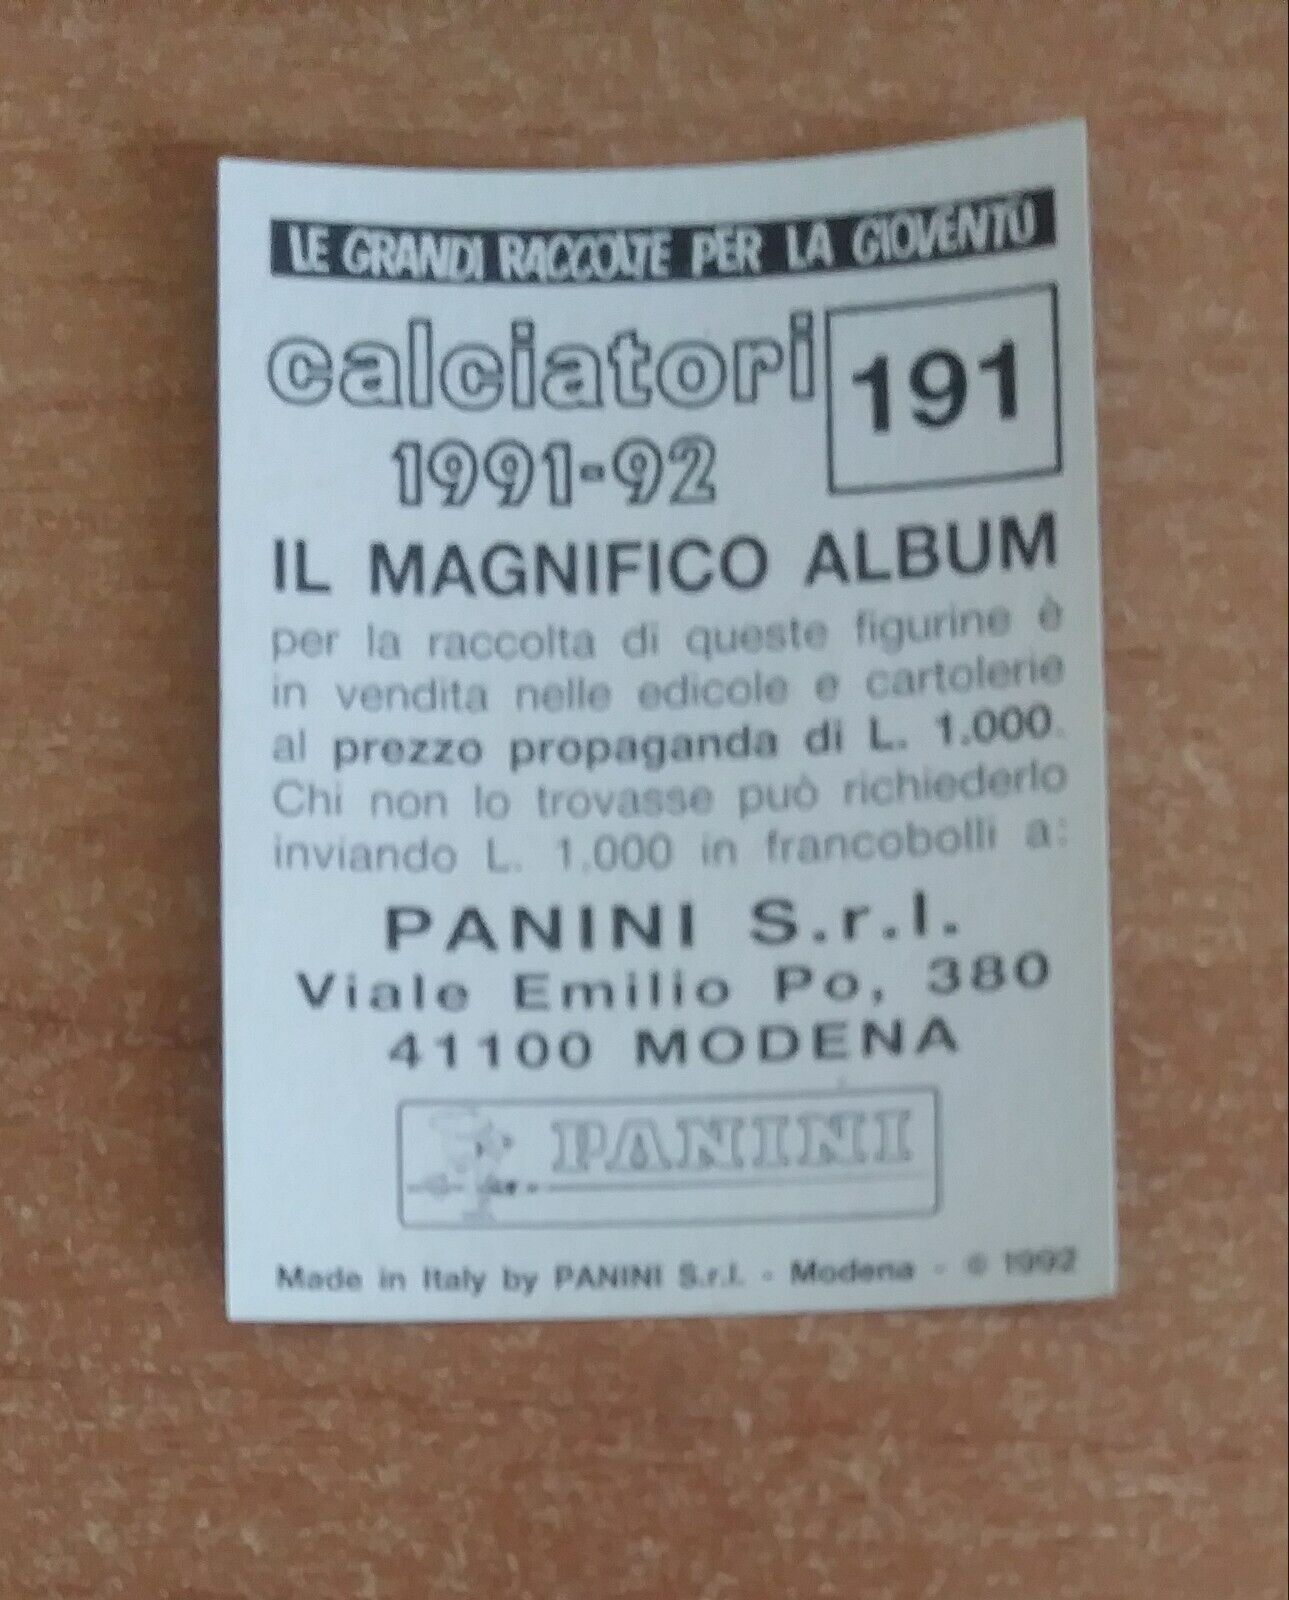 LE GRANDI RACCOLTE PER LA GIOVENTÙ
calciatori
191
1991-92
IL MAGNIFICO ALBUM
per la raccolta di queste figurine è
in vendita nelle edicole e cartolerie
al prezzo propaganda di L. 1.000.
Chi non lo trovasse può richiederlo
inviando L. 1.000 in francobolli a:
PANINI S.r.l.
Viale Emilio Po, 380
41100 MODENA
PANINI
Made in Italy by PANINI S.r.l. - Modena - © 1992